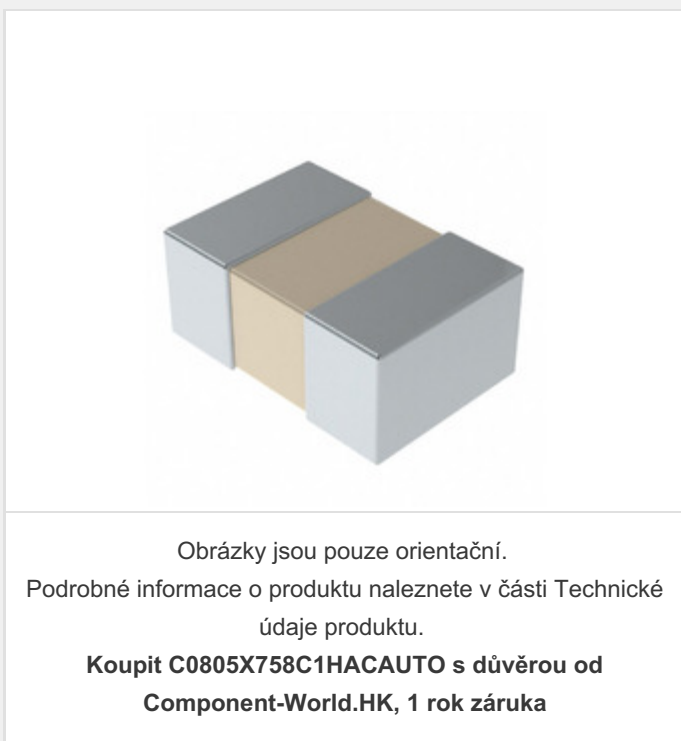 Obrázky jsou pouze orientační.
Podrobné informace o produktu naleznete v části Technické
údaje produktu.
Koupit C0805X758C1HACAUTO s důvěrou od
Component-World.HK, 1 rok záruka